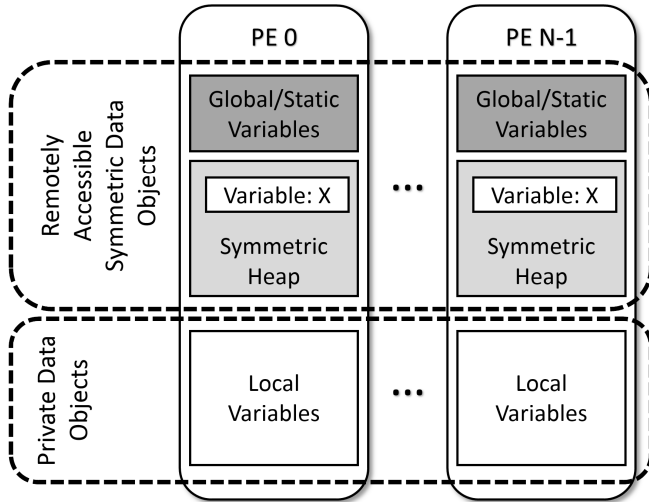 PE 0
PE N-1
Remotely
Accessible
Symmetric Data
Objects
Global/Static
Variables
Global/Static
Variables
Variable: X
...
Variable: X
Symmetric
Heap
Symmetric
Heap
Private Data
Objects
Local
Variables
...
Local
Variables